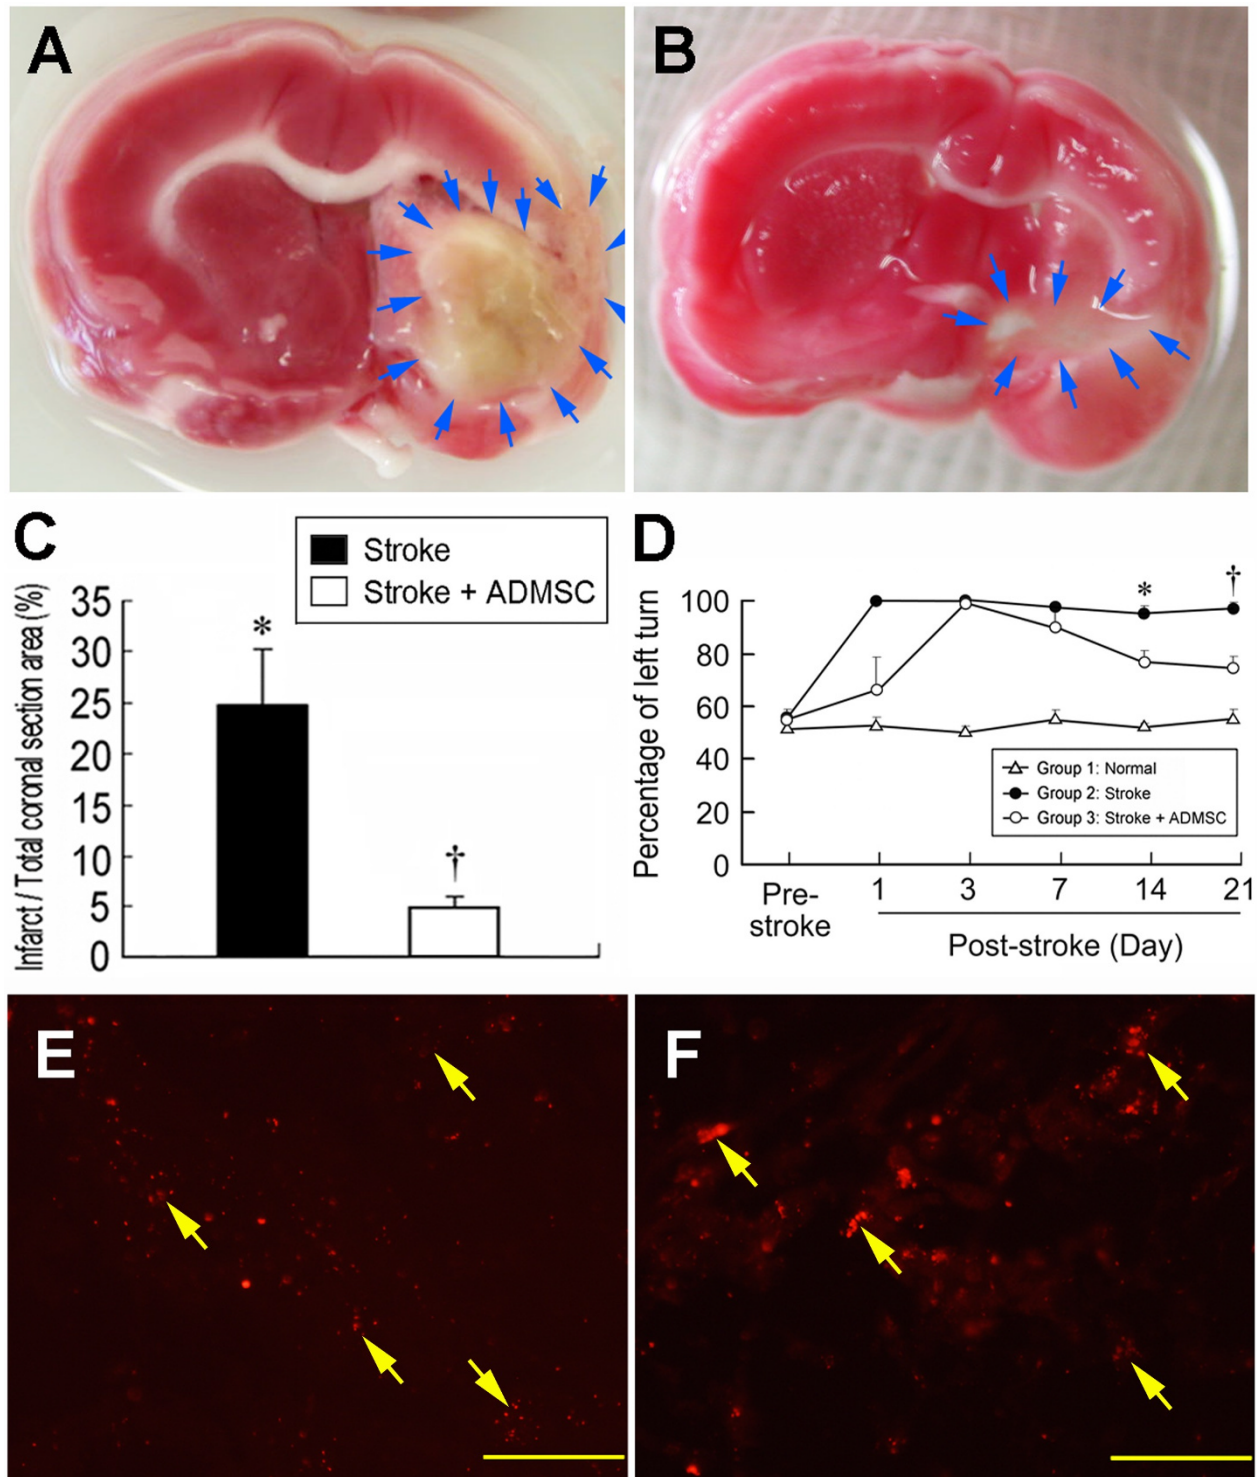 A
B
C
Stroke
Stroke + ADMSC
Infarct / Total coronal section area (%)
35
30
25
20
15
10
5
0
*
†
D
Percentage of left turn
100
80
60
40
20
0
*
†
Group 1: Normal
Group 2: Stroke
Group 3: Stroke + ADMSC
Pre-
stroke
1
3
7
14
21
Post-stroke (Day)
E
F